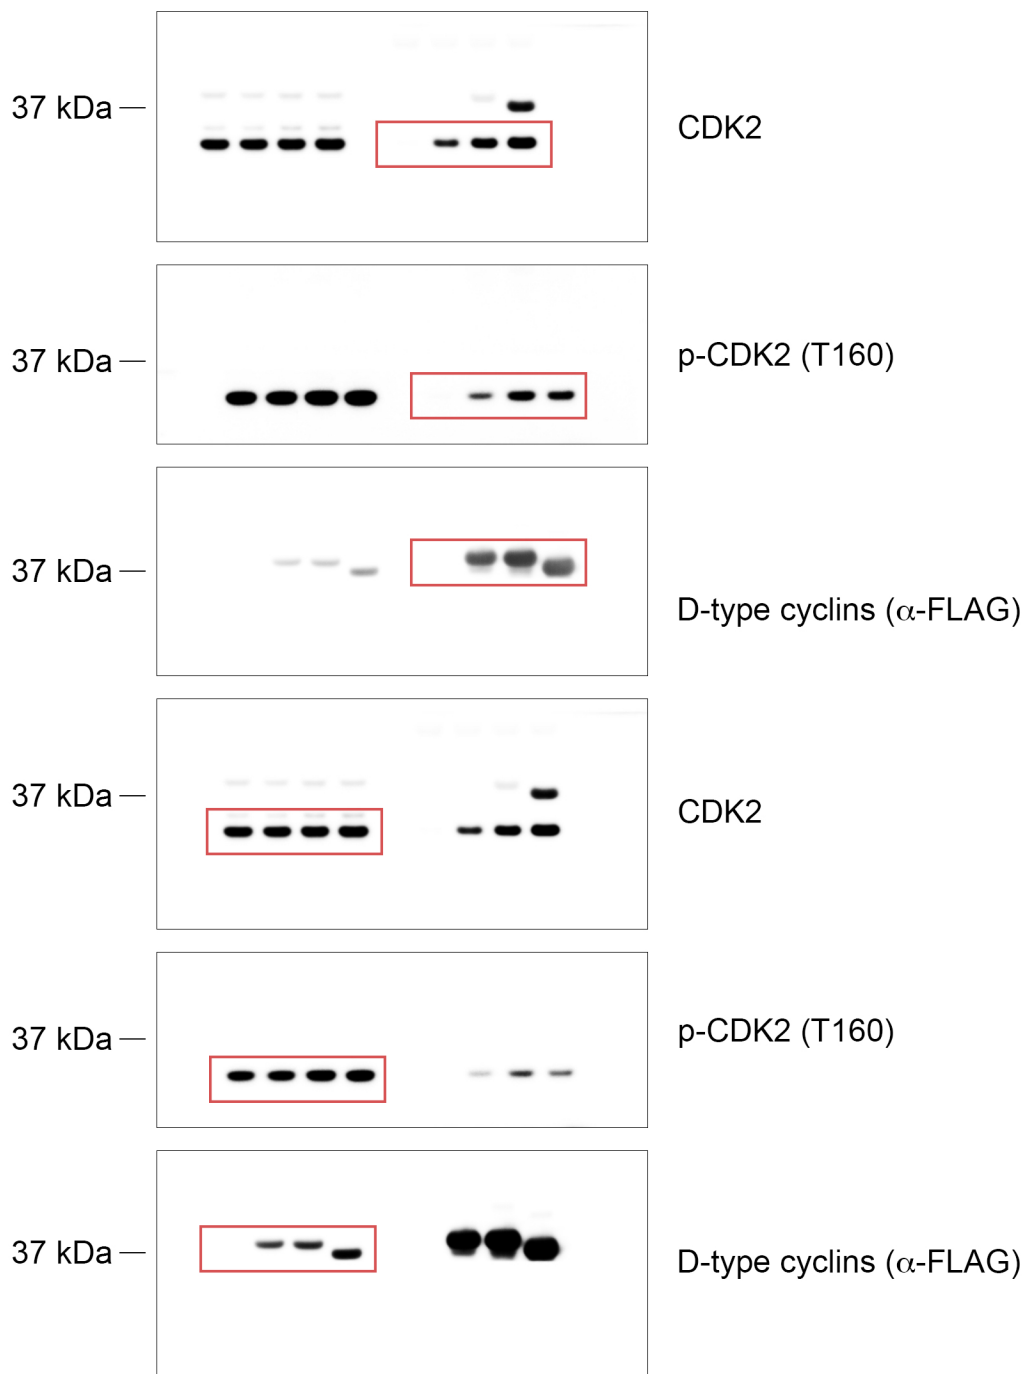 37 kDa —
CDK2
37 kDa —
p-CDK2 (T160)
37 kDa —
D-type cyclins (α-FLAG)
37 kDa —
CDK2
37 kDa —
p-CDK2 (T160)
37 kDa —
D-type cyclins (α-FLAG)